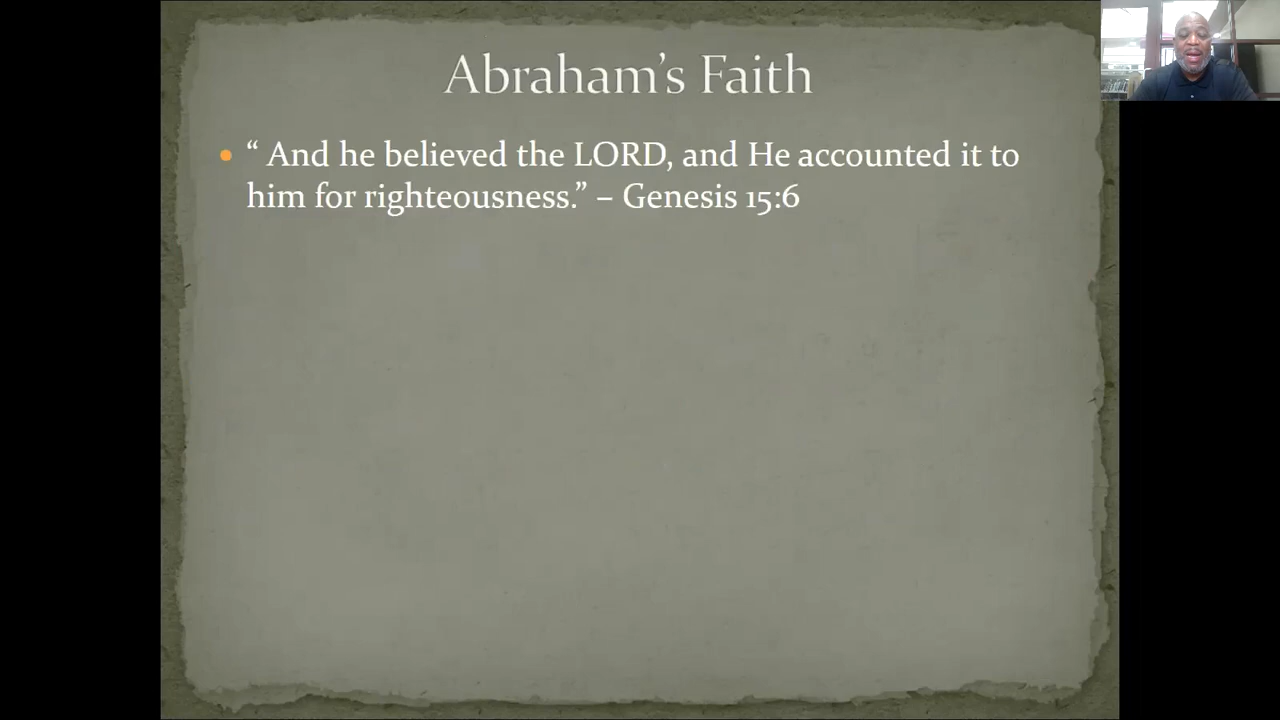 Abraham’s Faith
• “ And he believed the LORD, and He accounted it to
him for righteousness.” – Genesis 15:6